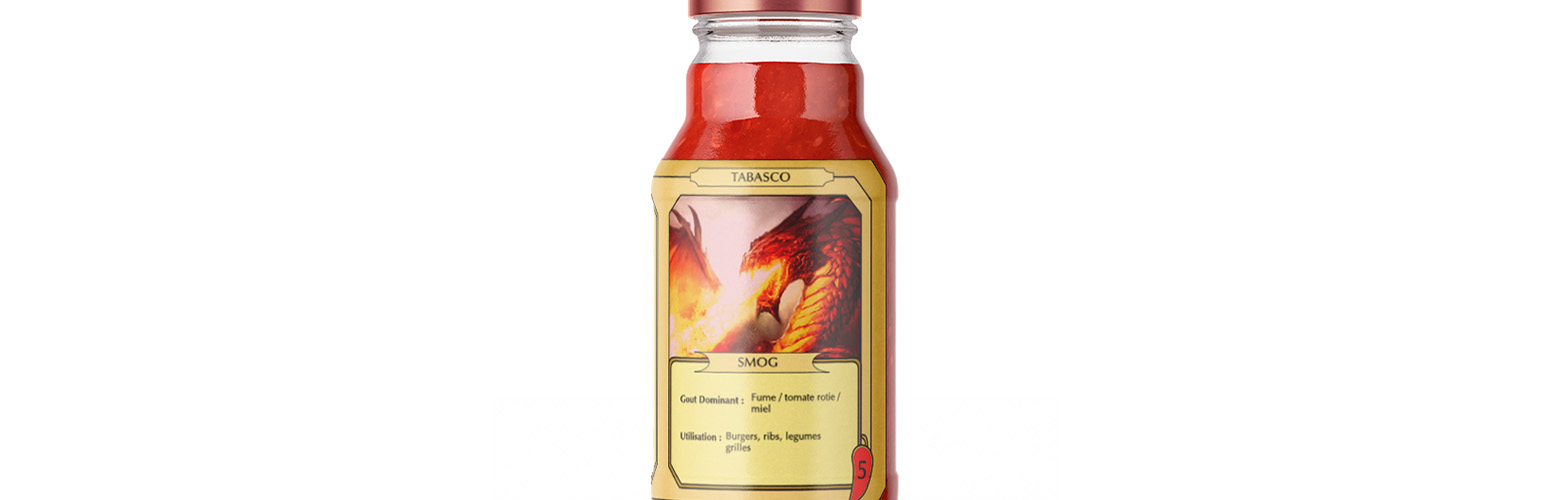 TABASCO
SMOG
Gout Dominant : Fume / tomate rotie /
miel
Utilisation : Burgers, ribs, legumes
grilles
5